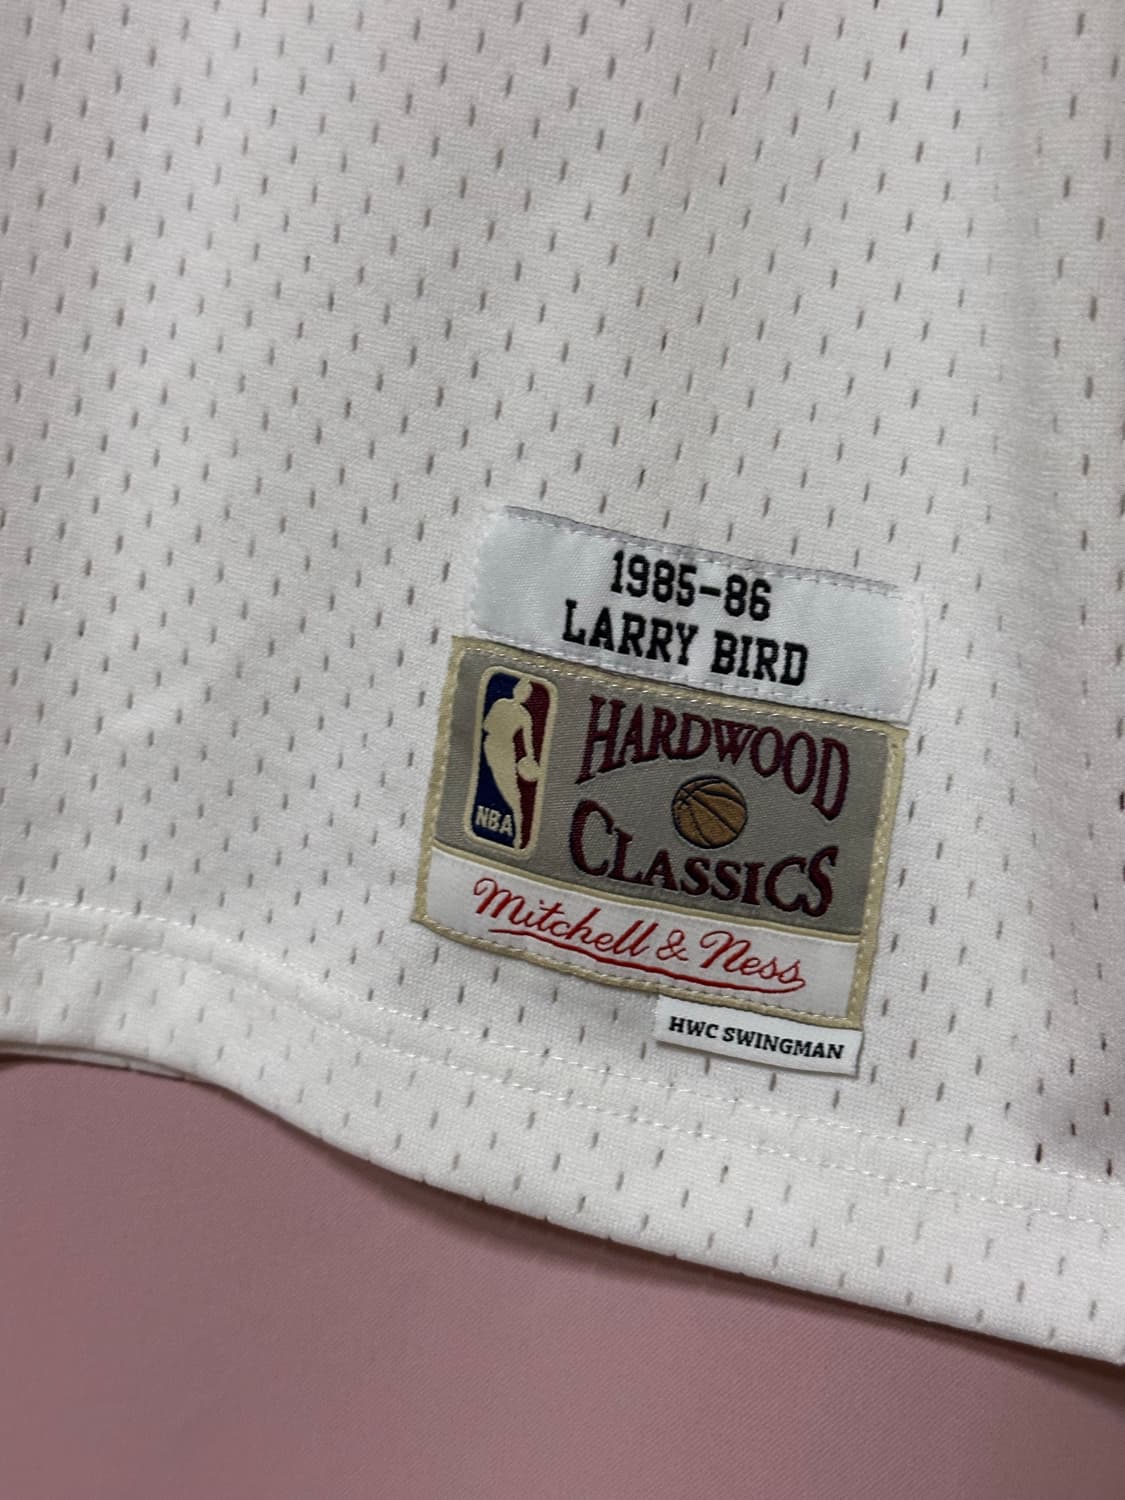 1985-86
LARRY BIRD
HARDWOOD
CLASSICS
NBA
Mitchell & Ness
HWC SWINGMAN